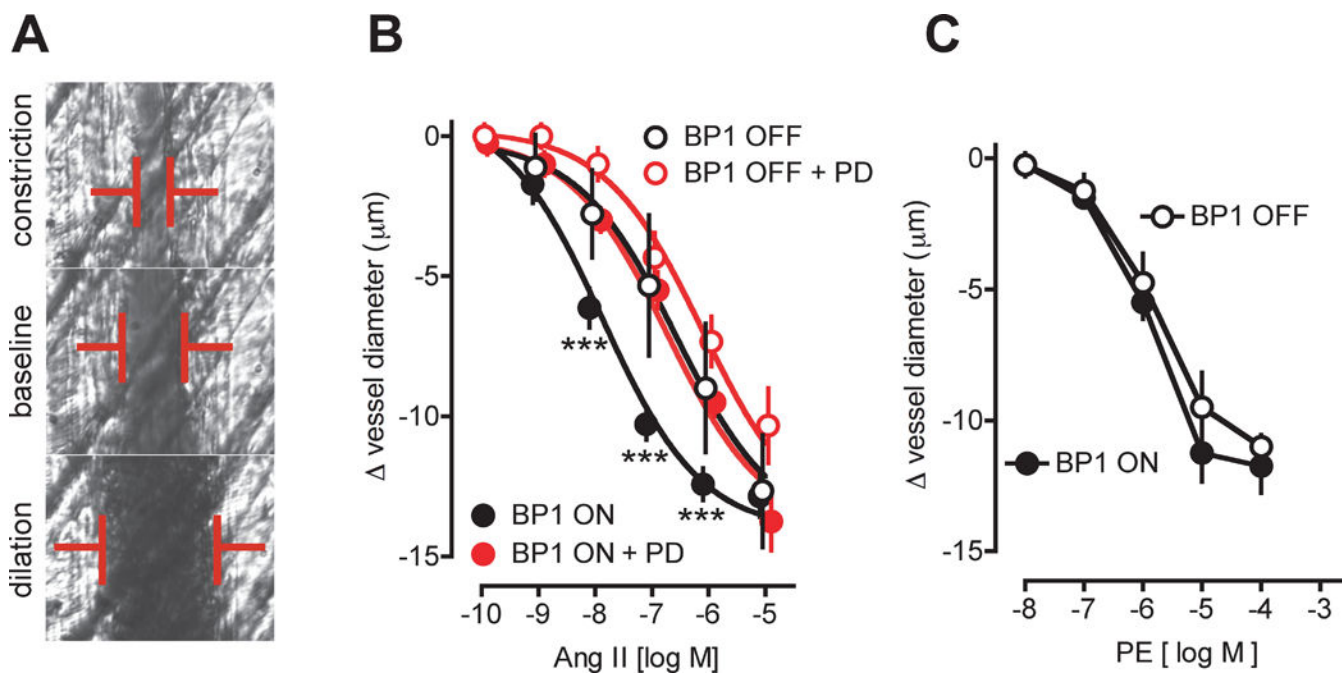 A
constriction
baseline
dilation
B
Δ vessel diameter (μm)
0
-5
-10
-15
BP1 OFF
BP1 OFF + PD
***
***
***
BP1 ON
BP1 ON + PD
-10 -9 -8 -7 -6 -5
Ang II [log M]
C
Δ vessel diameter (μm)
0
-5
-10
-15
BP1 OFF
BP1 ON
-8 -7 -6 -5 -4 -3
PE [ log M ]